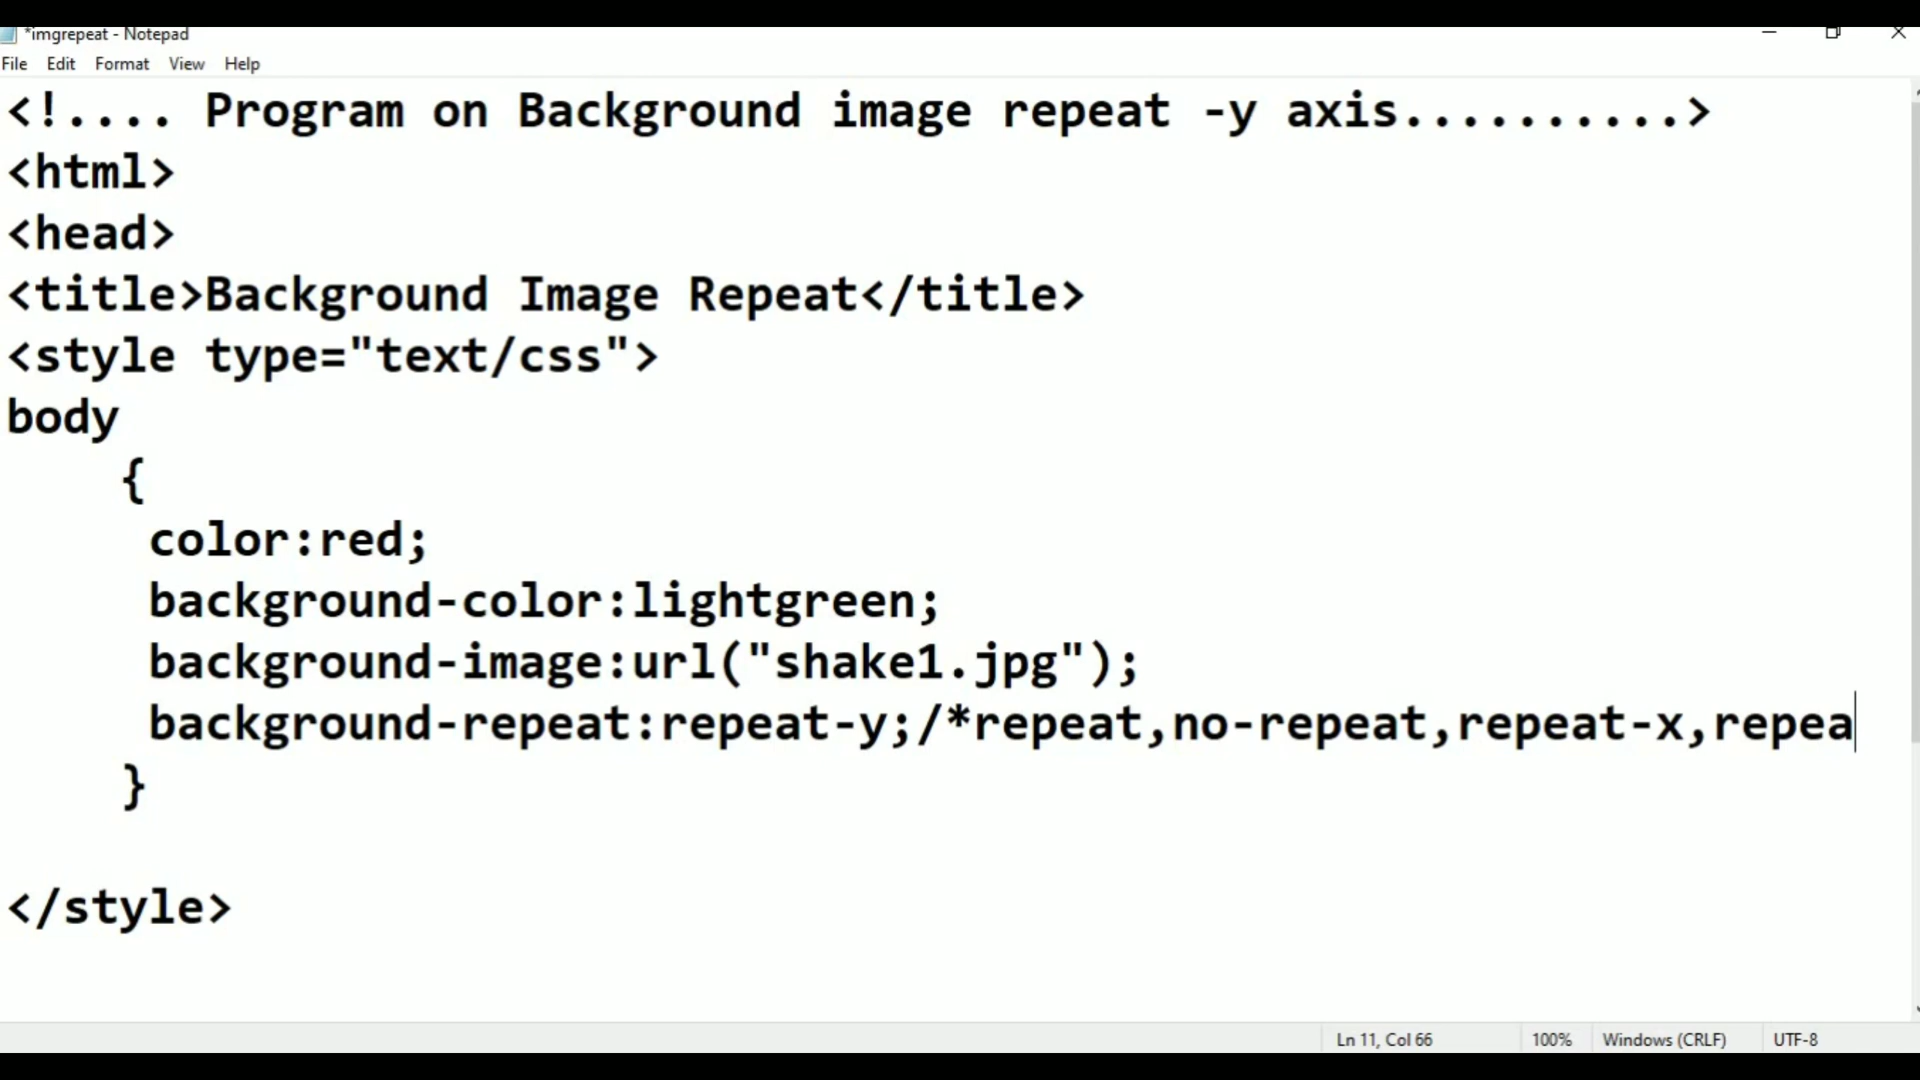 *imgrepeat - Notepad
File Edit Format View Help
<!.... Program on Background image repeat -y axis..........>
<html>
<head>
<title>Background Image Repeat</title>
<style type="text/css">
body
{
color:red;
background-color:lightgreen;
background-image:url("shake1.jpg");
background-repeat:repeat-y;/*repeat,no-repeat,repeat-x,repea
}
</style>
Ln 11, Col 66 100% Windows (CRLF) UTF-8